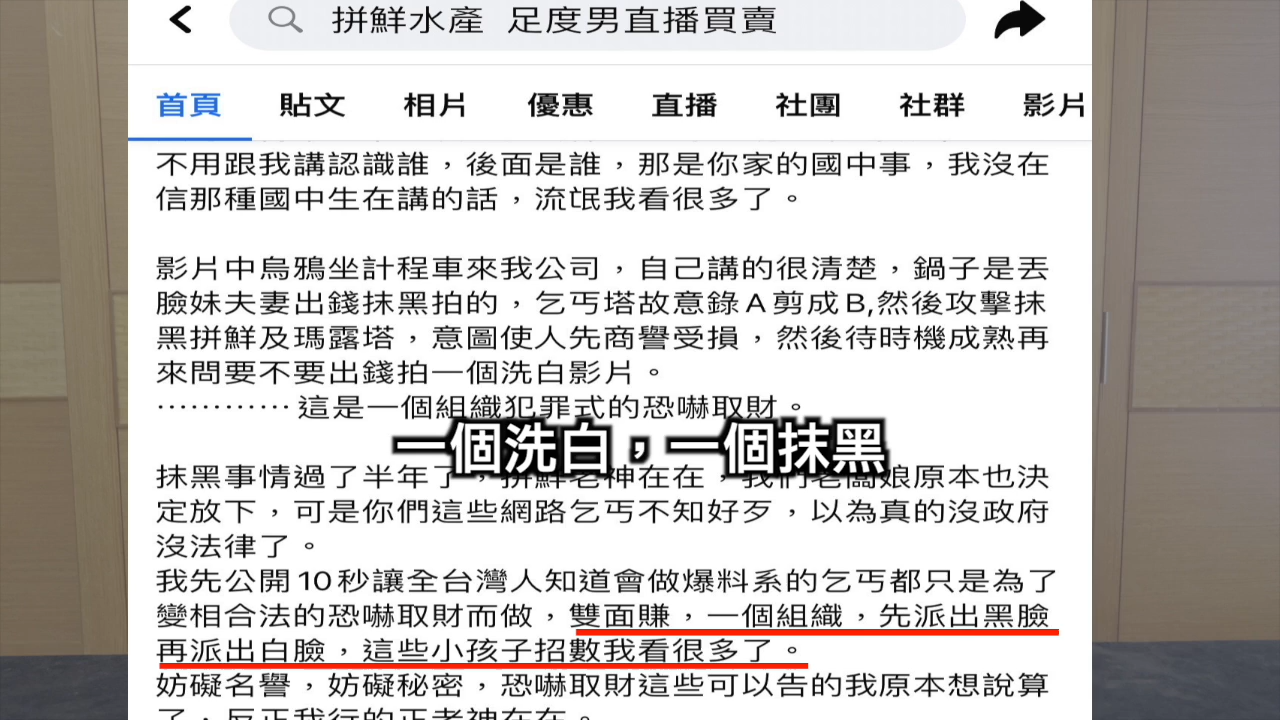 拼鮮水產 足度男直播買賣
首頁 貼文 相片 優惠 直播 社團 社群 影片
不用跟我講認識誰，後面是誰，那是你家的國中事，我沒在
信那種國中生在講的話，流氓我看很多了。
影片中烏鴉坐計程車來我公司，自己講的很清楚，鍋子是丟
臉妹夫妻出錢抹黑拍的，乞丐塔故意錄A剪成B,然後攻擊抹
黑拼鮮及瑪露塔，意圖使人先商譽受損，然後待時機成熟再
來問要不要出錢拍一個洗白影片。
…………這是一個組織犯罪式的恐嚇取財。
一個洗白，一個抹黑
抹黑事情過了半年了，拼鮮老神在在，我們老闆娘原本也決
定放下，可是你們這些網路乞丐不知好歹，以為真的沒政府
沒法律了。
我先公開10秒讓全台灣人知道會做爆料系的乞丐都只是為了
變相合法的恐嚇取財而做，雙面賺，一個組織，先派出黑臉
再派出白臉，這些小孩子招數我看很多了。
妨礙名譽，妨礙秘密，恐嚇取財這些可以告的我原本想說算
了，反正我行的正老神在在。